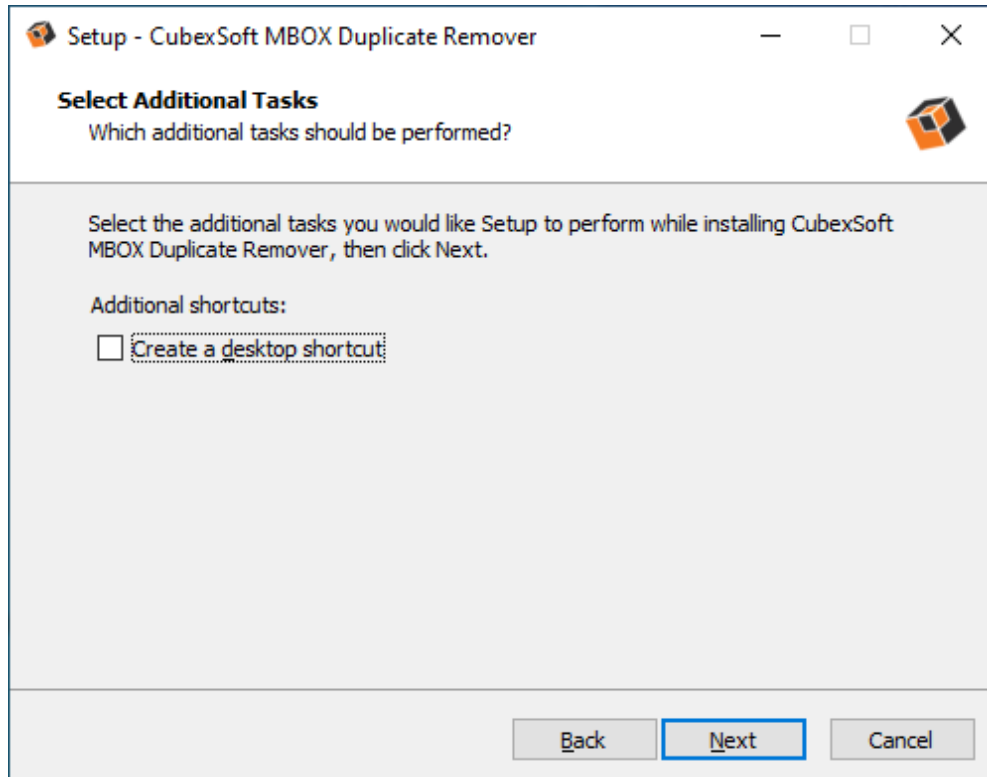 Setup - CubexSoft MBOX Duplicate Remover
Select Additional Tasks
Which additional tasks should be performed?
Select the additional tasks you would like Setup to perform while installing CubexSoft
MBOX Duplicate Remover, then click Next.
Additional shortcuts:
Create a desktop shortcut
Back Next Cancel